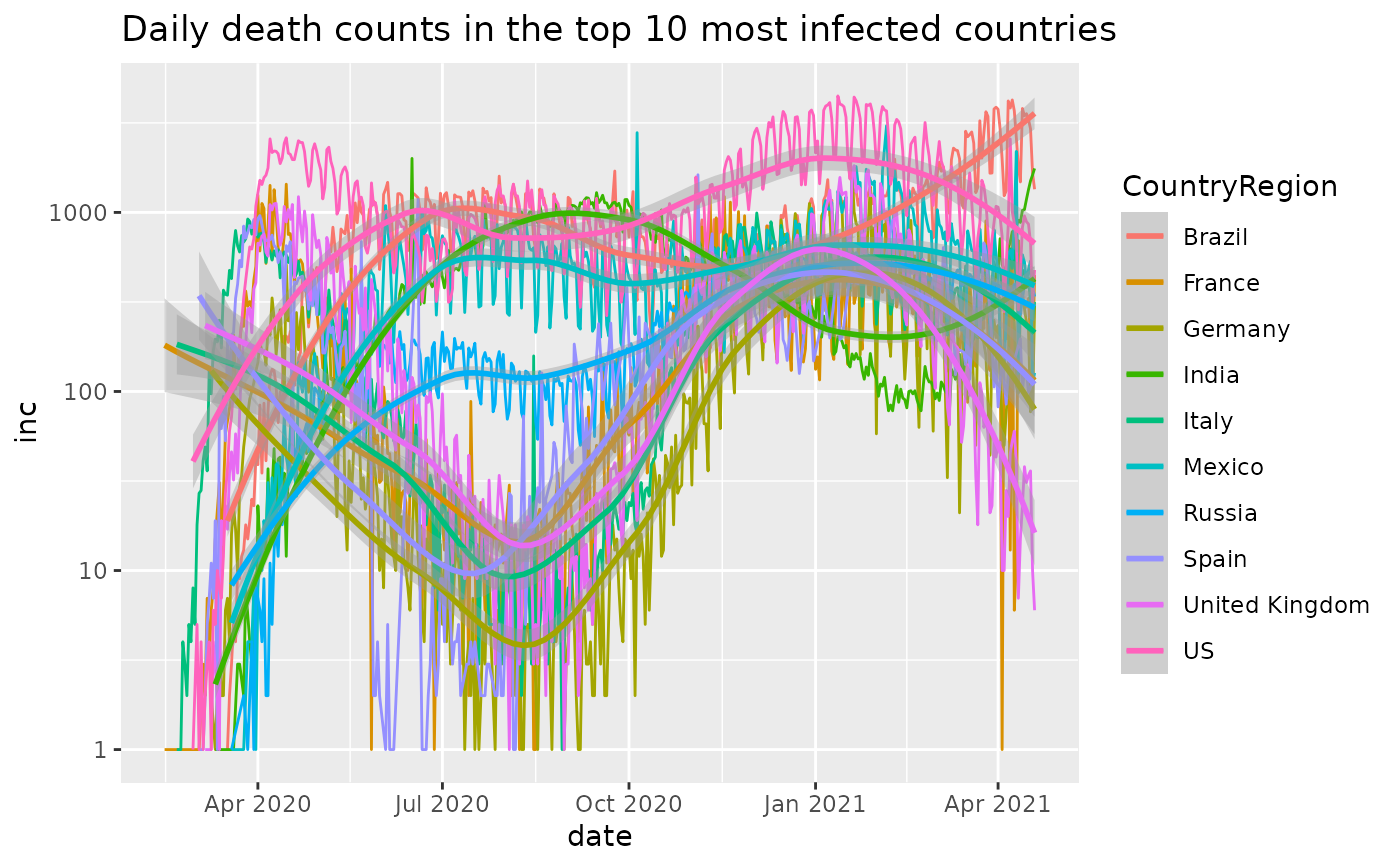 Daily death counts in the top 10 most infected countries
1000
100
10
1
inc
Apr 2020
Jul 2020
Oct 2020
Jan 2021
Apr 2021
date
CountryRegion
Brazil
France
Germany
India
Italy
Mexico
Russia
Spain
United Kingdom
US